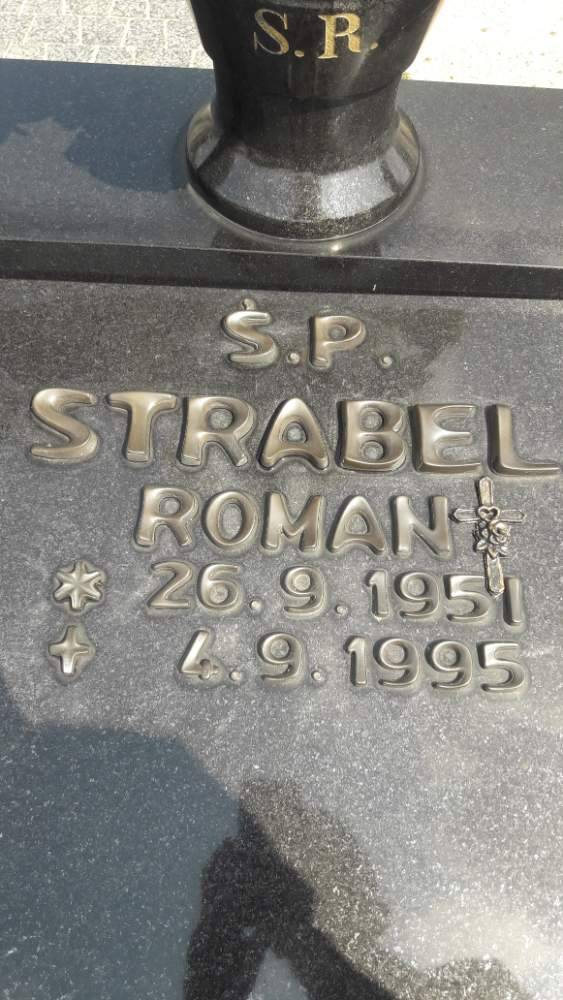 S.R.
Ś.P.
STRABEL
ROMAN
* 26.9.1951
+ 4.9.1995